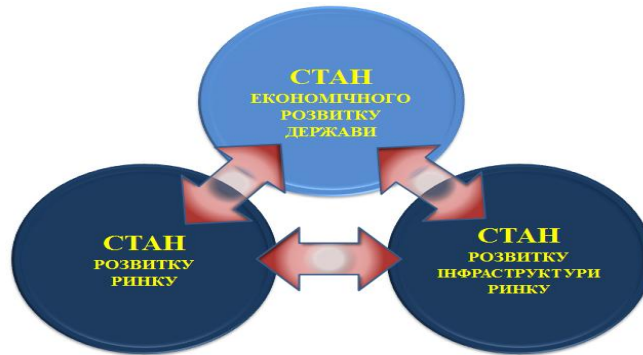 СТАН
ЕКОНОМІЧНОГО
РОЗВИТКУ
ДЕРЖАВИ
СТАН
РОЗВИТКУ
РИНКУ
СТАН
РОЗВИТКУ
ІНФРАСТРУКТУРИ
РИНКУ